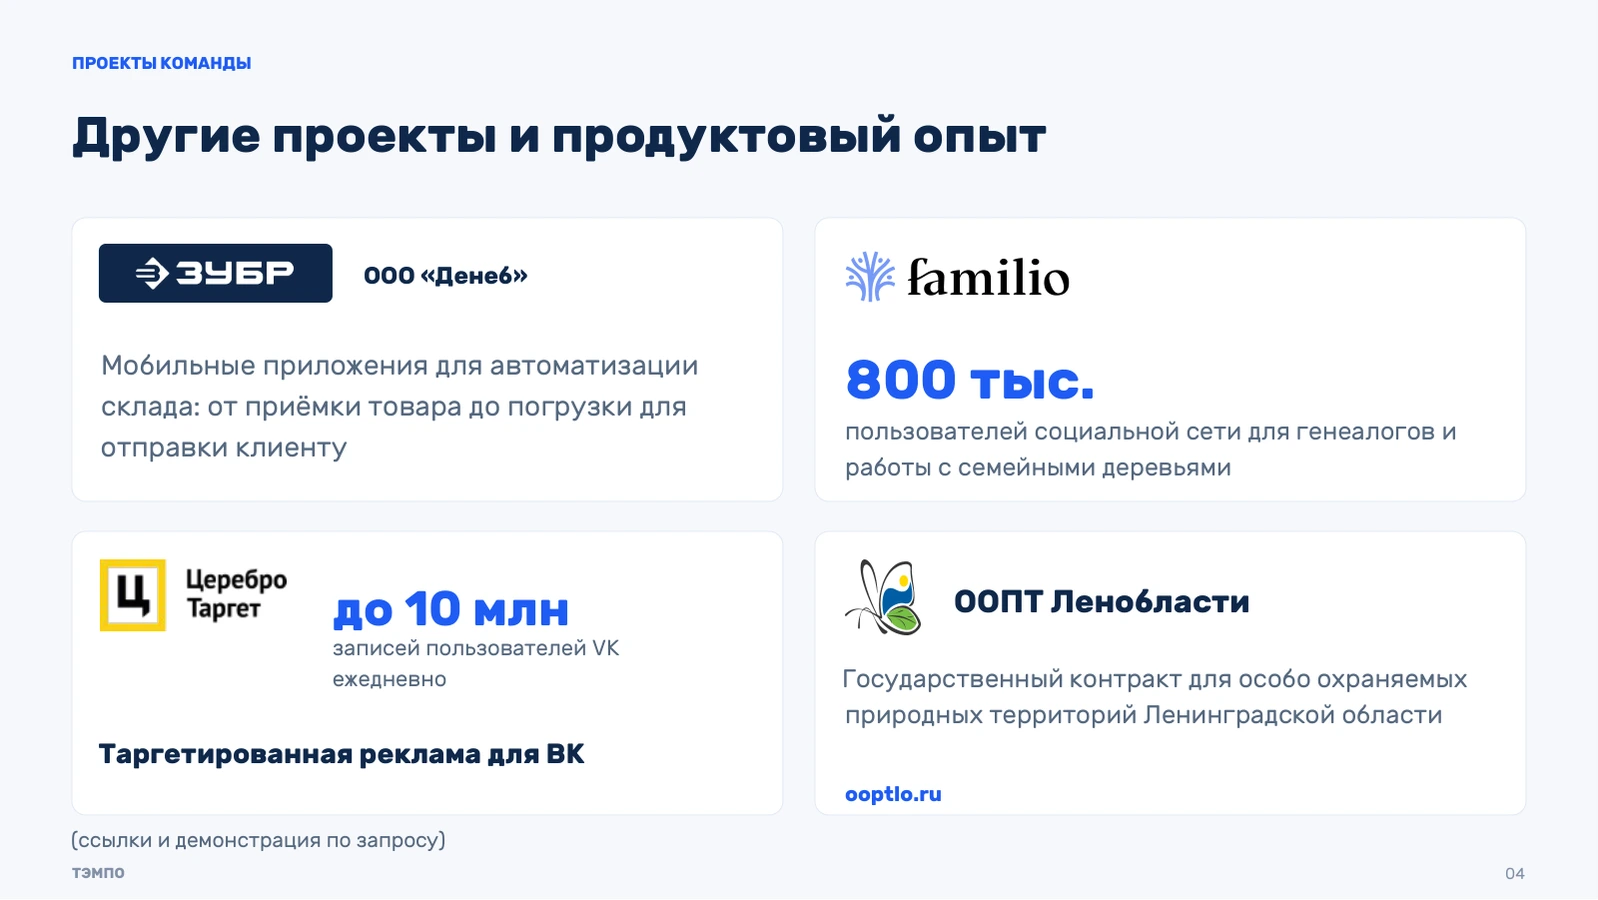 ПРОЕКТЫ КОМАНДЫ
Другие проекты и продуктовый опыт
ЗУБР
ООО «Денеб»
Мобильные приложения для автоматизации
склада: от приёмки товара до погрузки для
отправки клиенту
familio
800 тыс.
пользователей социальной сети для генеалогов и
работы с семейными деревьями
Ц
Церебро
Таргет
до 10 млн
записей пользователей VK
ежедневно
Таргетированная реклама для ВК
ООПТ Ленобласти
Государственный контракт для особо охраняемых
природных территорий Ленинградской области
ooptlo.ru
(ссылки и демонстрация по запросу)
ТЭМПО
04